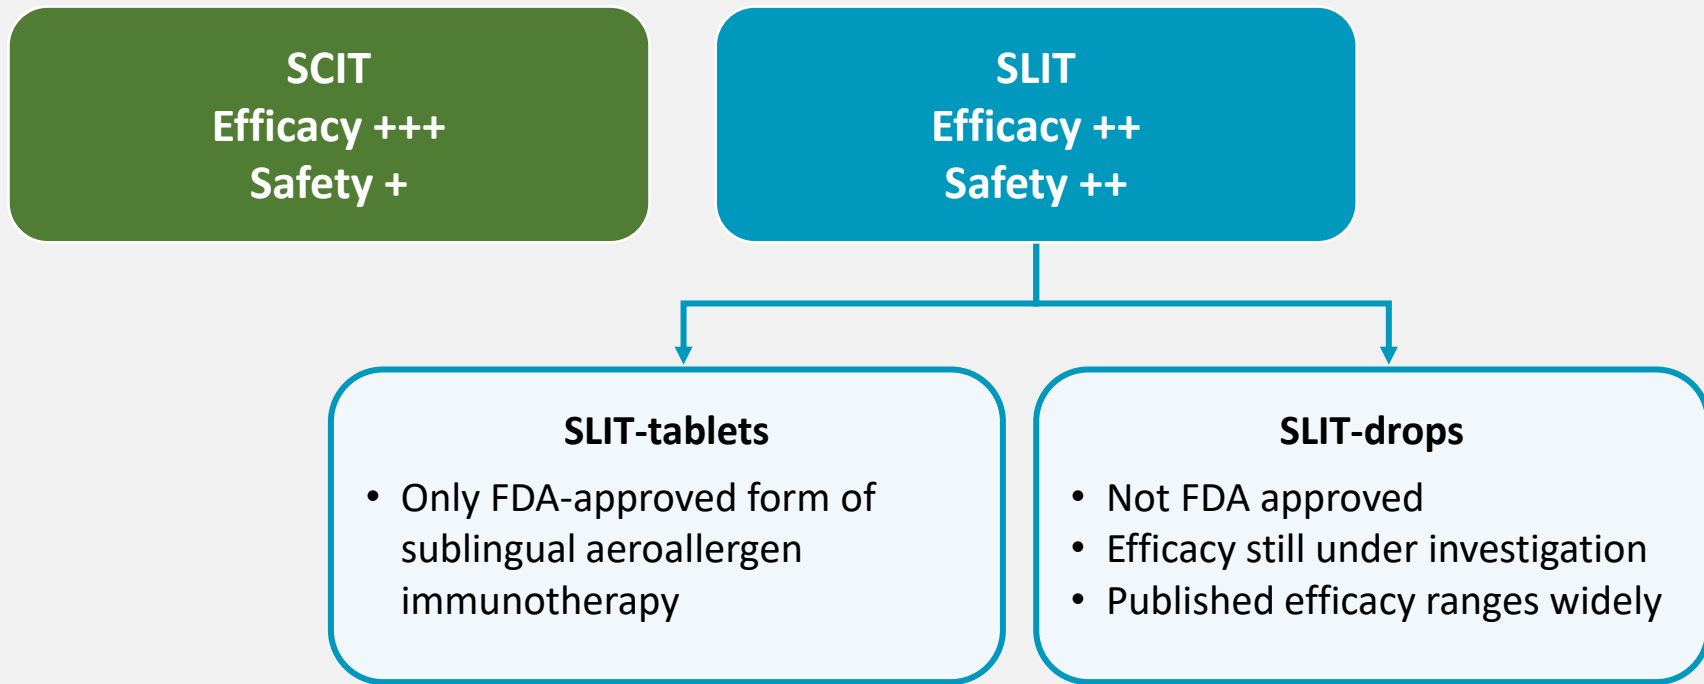 SCIT
Efficacy +++
Safety +
SLIT
Efficacy ++
Safety ++
SLIT-tablets
• Only FDA-approved form of
sublingual aeroallergen
immunotherapy
SLIT-drops
• Not FDA approved
• Efficacy still under investigation
• Published efficacy ranges widely